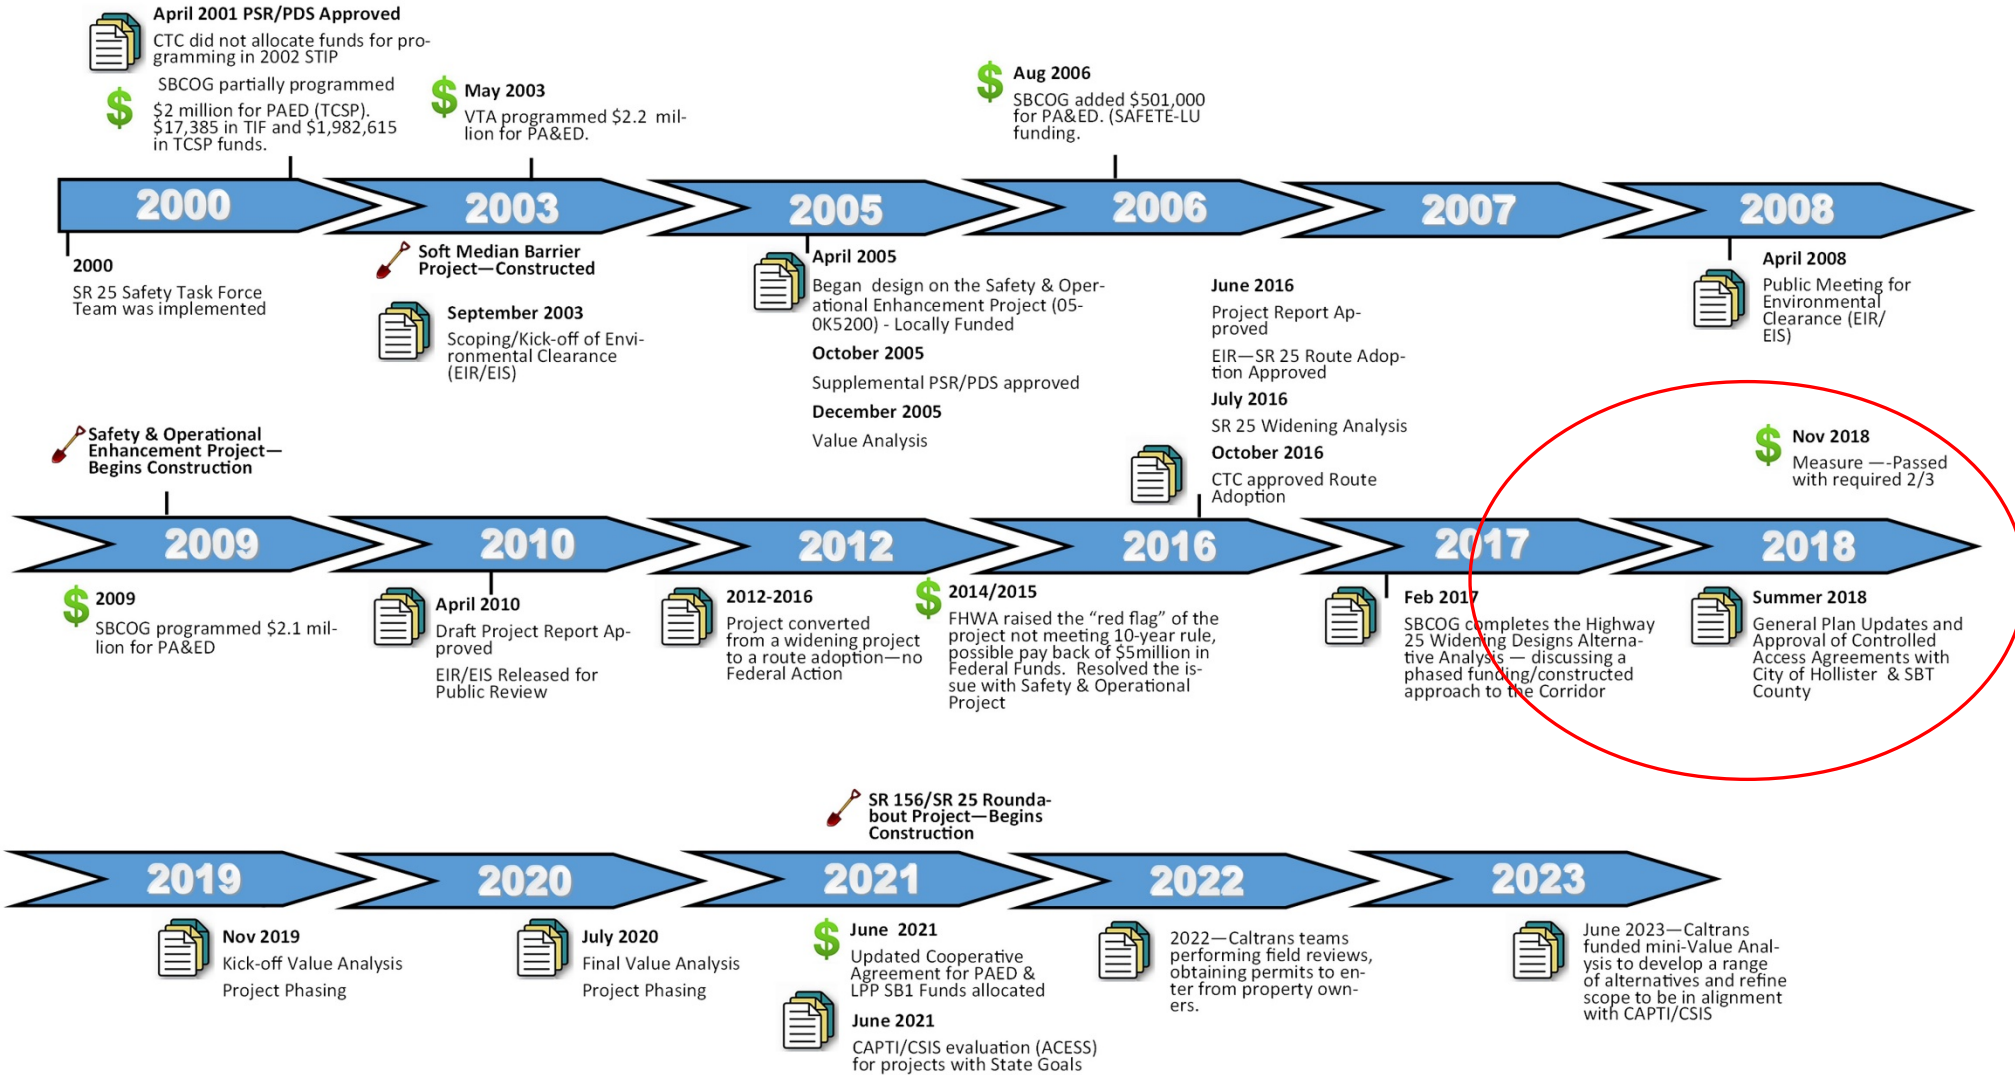 April 2001 PSR/PDS Approved
CTC did not allocate funds for pro-
gramming in 2002 STIP
SBCOG partially programmed
$2 million for PAED (TCSP).
$17,385 in TIF and $1,982,615
in TCSP funds.
$
$
May 2003
VTA programmed $2.2 mil-
lion for PA&ED.
$
Aug 2006
SBCOG added $501,000
for PA&ED. (SAFETE-LU
funding.
2000
2003
2005
2006
2007
2008
2000
SR 25 Safety Task Force
Team was implemented
Soft Median Barrier
Project—Constructed
September 2003
Scoping/Kick-off of Envi-
ronmental Clearance
(EIR/EIS)
April 2005
Began design on the Safety & Oper-
ational Enhancement Project (05-
0K5200) - Locally Funded
October 2005
Supplemental PSR/PDS approved
December 2005
Value Analysis
June 2016
Project Report Ap-
proved
EIR—SR 25 Route Adop-
tion Approved
July 2016
SR 25 Widening Analysis
October 2016
CTC approved Route
Adoption
April 2008
Public Meeting for
Environmental
Clearance (EIR/
EIS)
Safety & Operational
Enhancement Project—
Begins Construction
$
Nov 2018
Measure —-Passed
with required 2/3
2009
2010
2012
2016
2017
2018
$
2009
SBCOG programmed $2.1 mil-
lion for PA&ED
April 2010
Draft Project Report Ap-
proved
EIR/EIS Released for
Public Review
2012-2016
Project converted
from a widening project
to a route adoption—no
Federal Action
$
2014/2015
FHWA raised the “red flag” of the
project not meeting 10-year rule,
possible pay back of $5million in
Federal Funds. Resolved the is-
sue with Safety & Operational
Project
Feb 2017
SBCOG completes the Highway
25 Widening Designs Alterna-
tive Analysis — discussing a
phased funding/constructed
approach to the Corridor
Summer 2018
General Plan Updates and
Approval of Controlled
Access Agreements with
City of Hollister & SBT
County
SR 156/SR 25 Rounda-
bout Project—Begins
Construction
2019
2020
2021
2022
2023
Nov 2019
Kick-off Value Analysis
Project Phasing
July 2020
Final Value Analysis
Project Phasing
$
June 2021
Updated Cooperative
Agreement for PAED &
LPP SB1 Funds allocated
June 2021
CAPTI/CSIS evaluation (ACESS)
for projects with State Goals
2022—Caltrans teams
performing field reviews,
obtaining permits to en-
ter from property own-
ers.
June 2023—Caltrans
funded mini-Value Anal-
ysis to develop a range
of alternatives and refine
scope to be in alignment
with CAPTI/CSIS